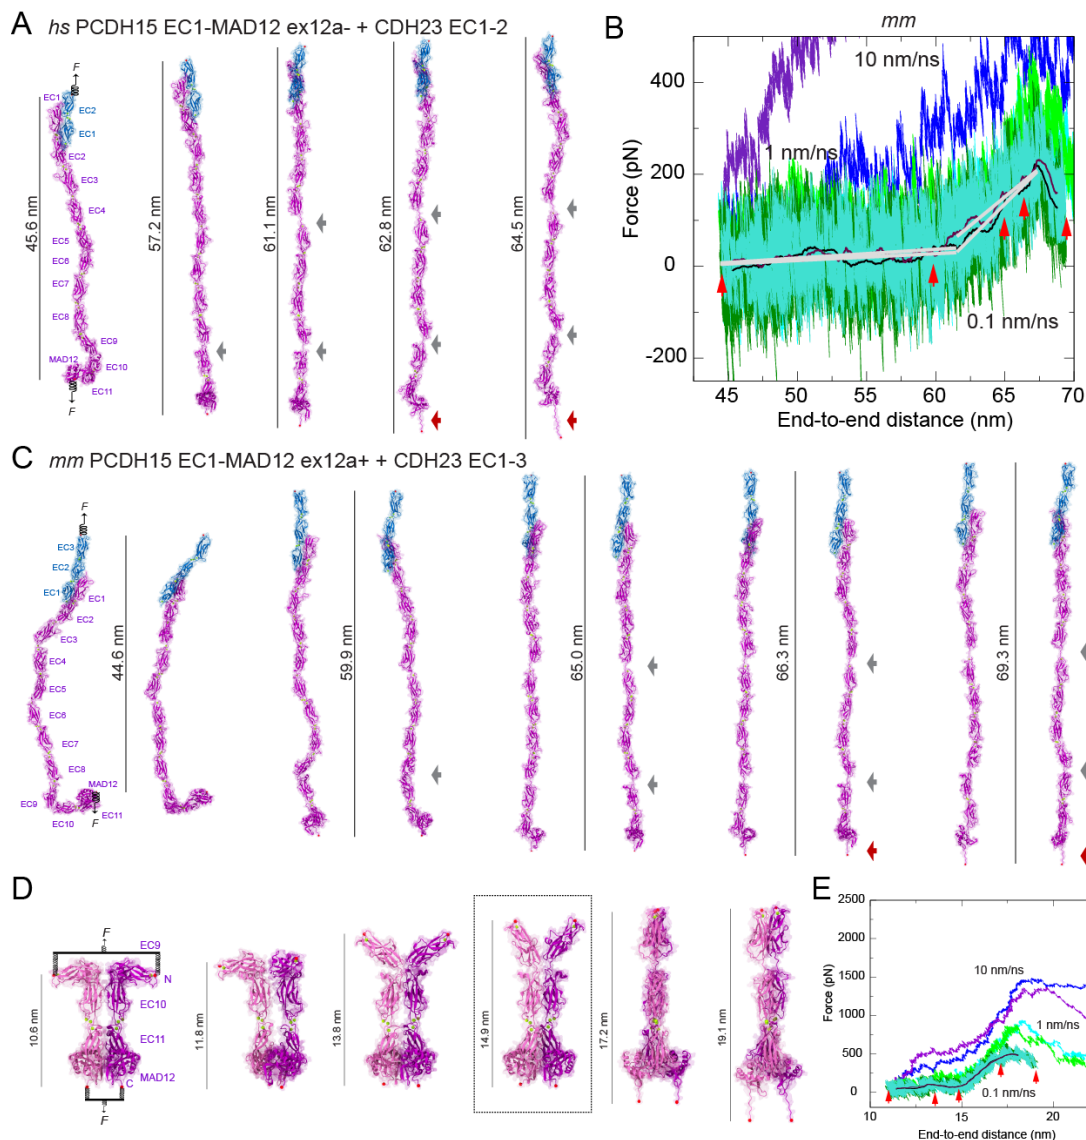 A
hs PCDH15 EC1-MAD12 ex12a- + CDH23 EC1-2
F
EC1
EC2
EC1
EC2
EC3
EC4
EC5
EC6
EC7
EC8
EC9
MAD12
EC10
EC11
F
45.6 nm
57.2 nm
61.1 nm
62.8 nm
64.5 nm
B
mm
10 nm/ns
1 nm/ns
0.1 nm/ns
Force (pN)
400
200
0
-200
45
50
55
60
65
70
End-to-end distance (nm)
C
mm PCDH15 EC1-MAD12 ex12a+ + CDH23 EC1-3
F
EC3
EC2
EC1
EC1
EC2
EC3
EC4
EC5
EC6
EC7
EC8
MAD12
EC9
EC11
EC10
F
44.6 nm
59.9 nm
65.0 nm
66.3 nm
69.3 nm
D
F
EC9
N
EC10
EC11
MAD12
C
F
10.6 nm
11.8 nm
13.8 nm
14.9 nm
17.2 nm
19.1 nm
E
Force (pN)
2500
2000
1500
1000
500
0
10 nm/ns
1 nm/ns
0.1 nm/ns
10
15
20
End-to-end distance (nm)